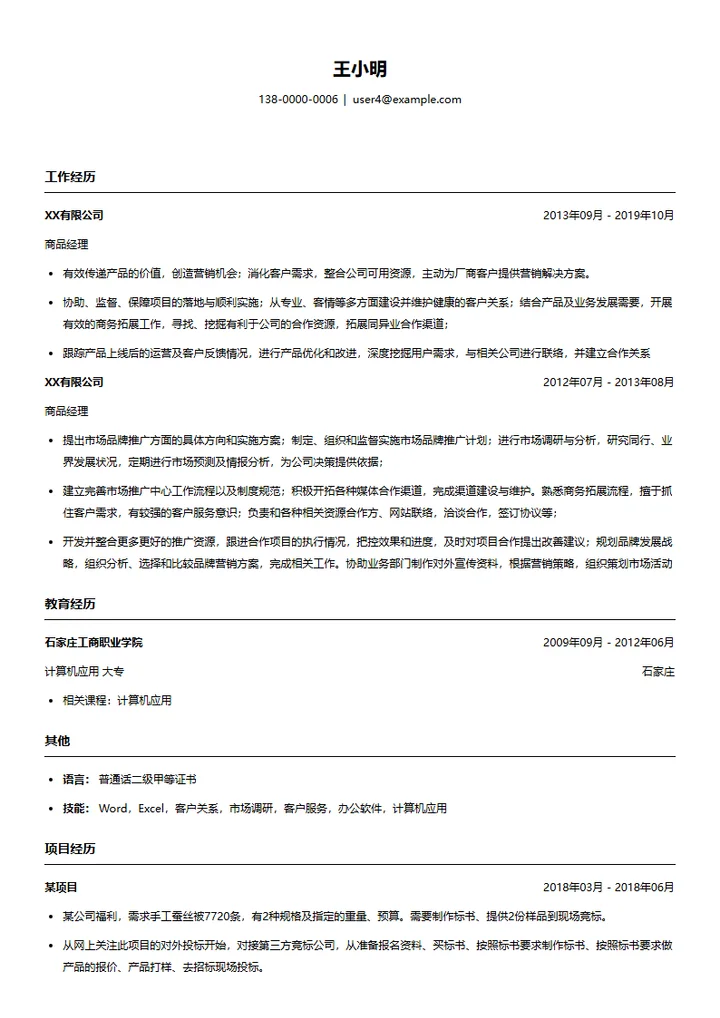 王小明
138-0000-0006 | user4@example.com
工作经历
XX有限公司 2013年09月 - 2019年10月
商品经理
• 有效传递产品的价值，创造营销机会；消化客户需求，整合公司可用资源，主动为厂商客户提供营销解决方案。
• 协助、监督、保障项目的落地与顺利实施；从专业、客情等多方面建设并维护健康的客户关系；结合产品及业务发展需要，开展
有效的商务拓展工作，寻找、挖掘有利于公司的合作资源，拓展同异业合作渠道；
• 跟踪产品上线后的运营及客户反馈情况，进行产品优化和改进，深度挖掘用户需求，与相关公司进行联络，并建立合作关系
XX有限公司 2012年07月 - 2013年08月
商品经理
• 提出市场品牌推广方面的具体方向和实施方案；制定、组织和监督实施市场品牌推广计划；进行市场调研与分析，研究同行、业
界发展状况，定期进行市场预测及情报分析，为公司决策提供依据；
• 建立完善市场推广中心工作流程以及制度规范；积极开拓各种媒体合作渠道，完成渠道建设与维护。熟悉商务拓展流程，擅于抓
住客户需求，有较强的客户服务意识；负责和各种相关资源合作方、网站联络，洽谈合作，签订协议等；
• 开发并整合更多更好的推广资源，跟进合作项目的执行情况，把控效果和进度，及时对项目合作提出改善建议；规划品牌发展战
略，组织分析、选择和比较品牌营销方案，完成相关工作。协助业务部门制作对外宣传资料，根据营销策略，组织策划市场活动
教育经历
石家庄工商职业学院 2009年09月 - 2012年06月
计算机应用 大专 石家庄
• 相关课程：计算机应用
其他
• 语言： 普通话二级甲等证书
• 技能： Word，Excel，客户关系，市场调研，客户服务，办公软件，计算机应用
项目经历
某项目 2018年03月 - 2018年06月
• 某公司福利，需求手工蚕丝被7720条，有2种规格及指定的重量、预算。需要制作标书、提供2份样品到现场竞标。
• 从网上关注此项目的对外投标开始，对接第三方竞标公司，从准备报名资料、买标书、按照标书要求制作标书、按照标书要求做
产品的报价、产品打样、去招标现场投标。